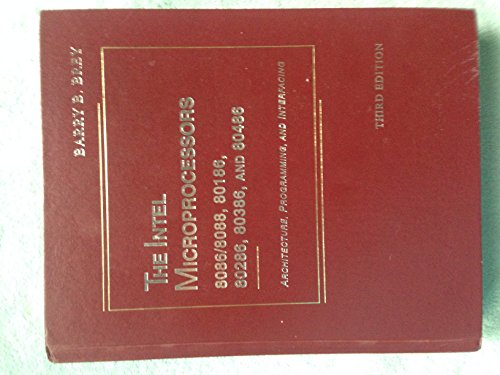 BARRY B. BREY
THE INTEL
MICROPROCESSORS
8086/8088, 80186,
80286, 80386, AND 80486
ARCHITECTURE, PROGRAMMING, AND INTERFACING
THIRD EDITION